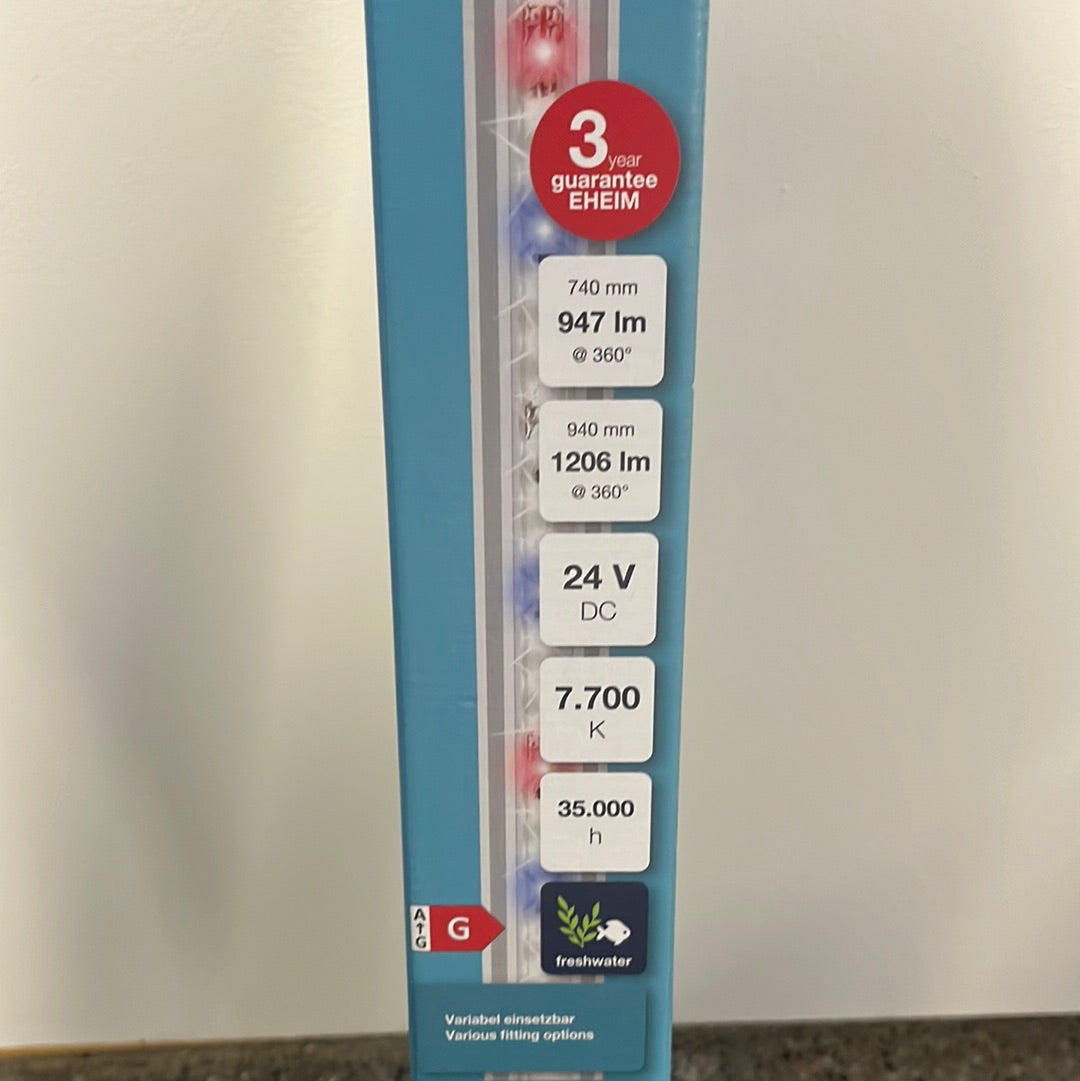 3
year
guarantee
EHEIM
740 mm
947 lm
@ 360°
940 mm
1206 lm
@ 360°
24 V
DC
7.700
K
35.000
h
A
↑
G
G
freshwater
Variabel einsetzbar
Various fitting options